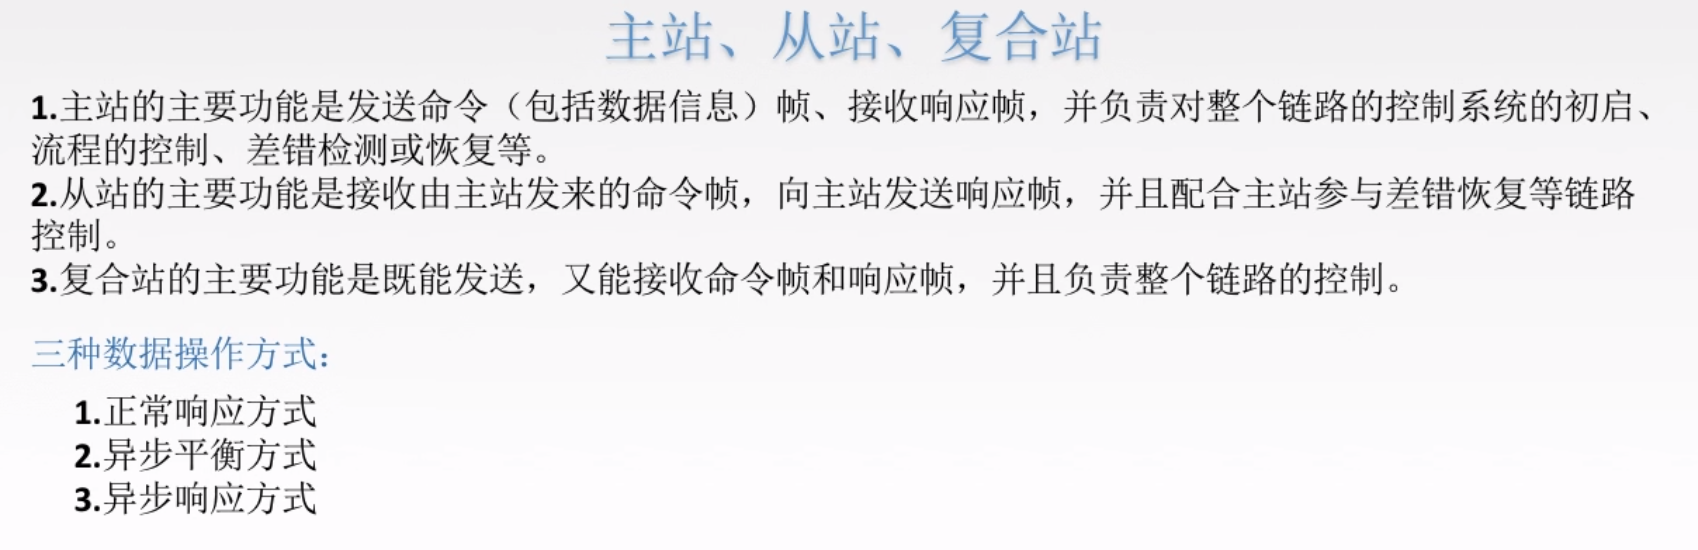 主站、从站、复合站
1.主站的主要功能是发送命令（包括数据信息）帧、接收响应帧，并负责对整个链路的控制系统的初启、
流程的控制、差错检测或恢复等。
2.从站的主要功能是接收由主站发来的命令帧，向主站发送响应帧，并且配合主站参与差错恢复等链路
控制。
3.复合站的主要功能是既能发送，又能接收命令帧和响应帧，并且负责整个链路的控制。
三种数据操作方式：
1.正常响应方式
2.异步平衡方式
3.异步响应方式